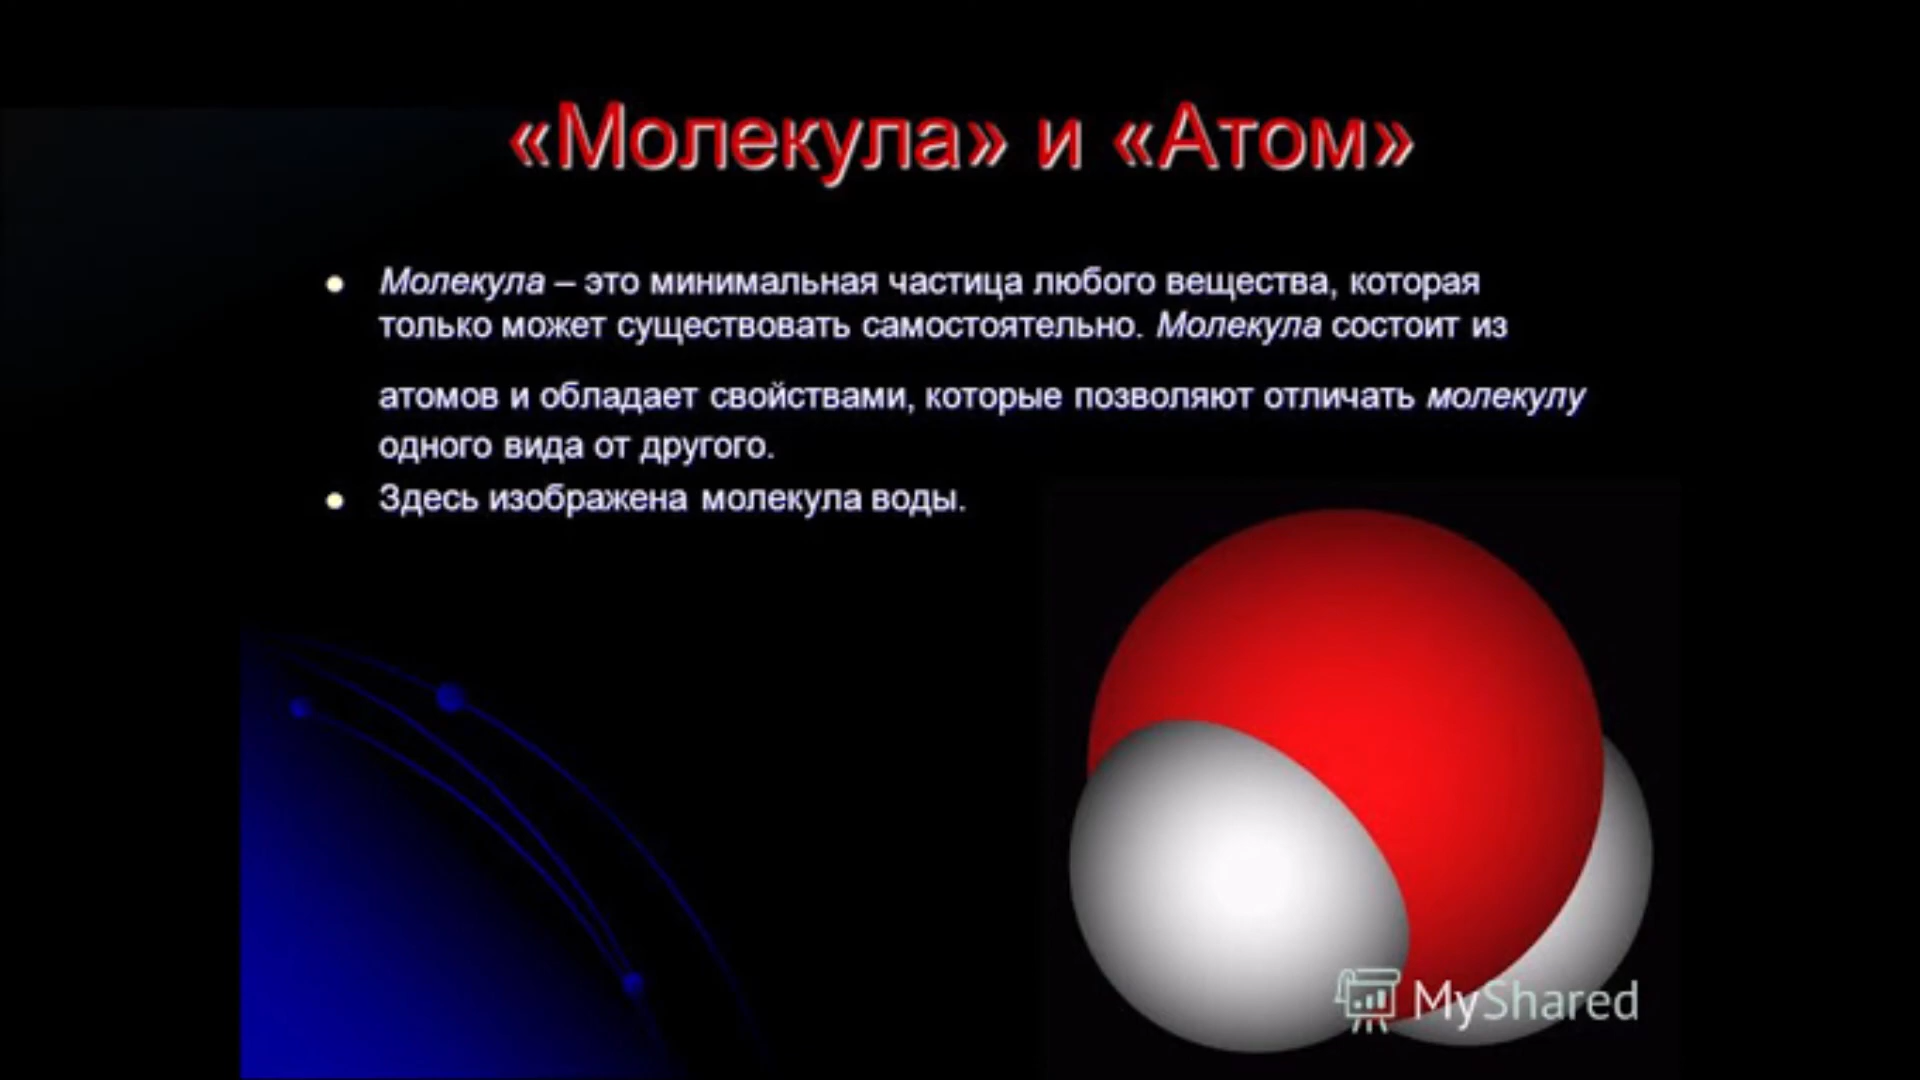 «Молекула» и «Атом»
Молекула – это минимальная частица любого вещества, которая
только может существовать самостоятельно. Молекула состоит из
атомов и обладает свойствами, которые позволяют отличать молекулу
одного вида от другого.
Здесь изображена молекула воды.
MyShared